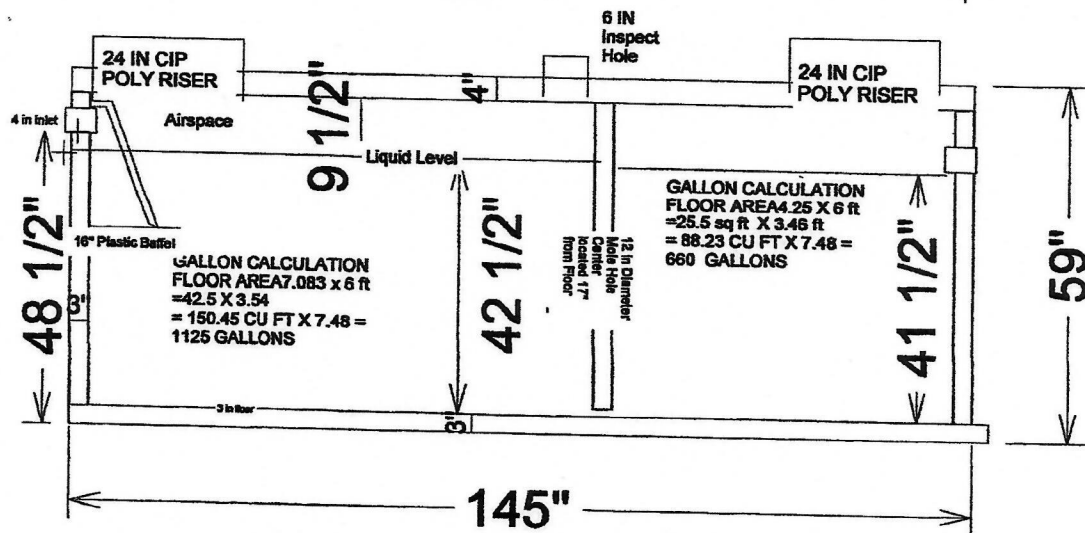 6 IN
Inspect
Hole
24 IN CIP
POLY RISER
24 IN CIP
POLY RISER
4"
9 1/2"
4 in inlet
Airspace
Liquid Level
16" Plastic Baffel
48 1/2"
3"
GALLON CALCULATION
FLOOR AREA7.083 x 6 ft
=42.5 X 3.54
= 150.45 CU FT X 7.48 =
1125 GALLONS
42 1/2"
12 in Diameter
Mole Hole
Center
located 17"
from Floor
GALLON CALCULATION
FLOOR AREA4.25 X 6 ft
=25.5 sq ft X 3.46 ft
= 88.23 CU FT X 7.48 =
660 GALLONS
41 1/2"
59"
3 in floor
3"
145"